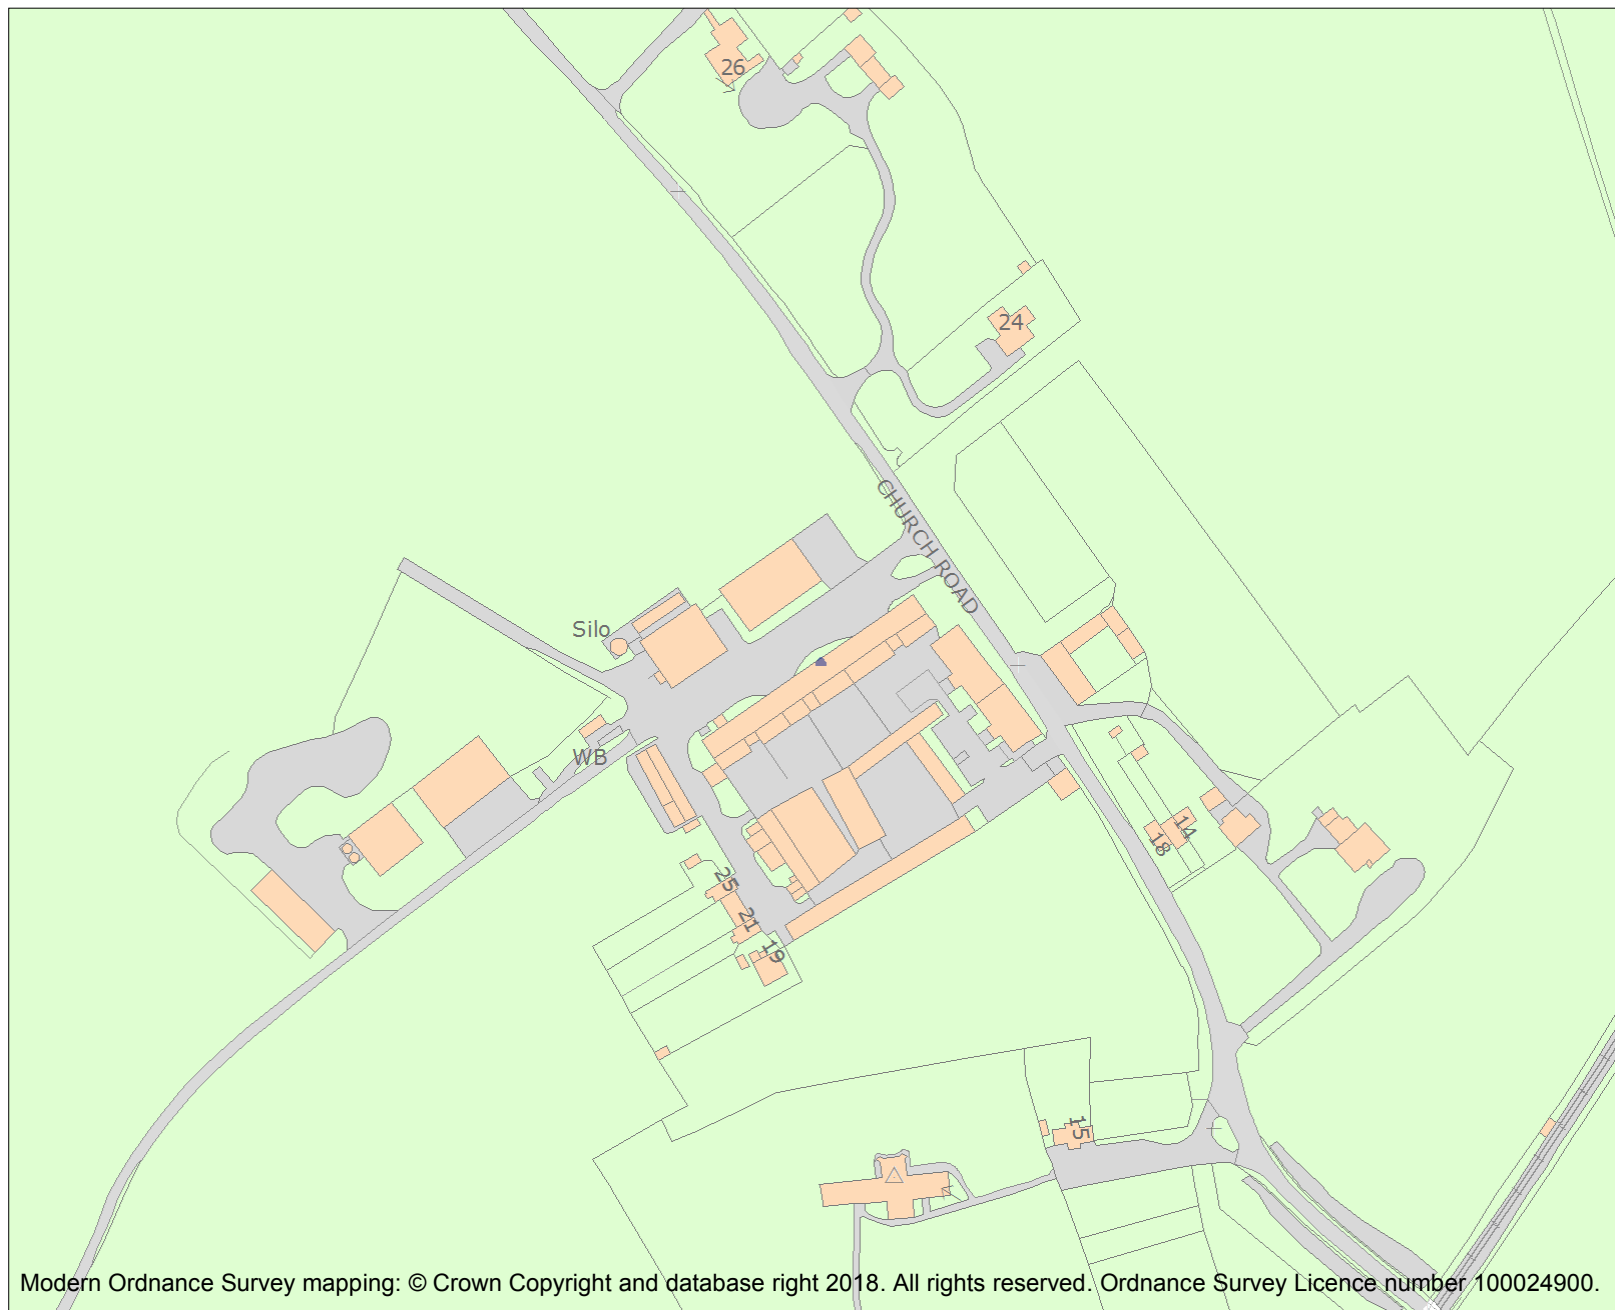 26
24
CHURCH ROAD
Silo
WB
14
18
25
21
19
15
Modern Ordnance Survey mapping: © Crown Copyright and database right 2018. All rights reserved. Ordnance Survey Licence number 100024900.